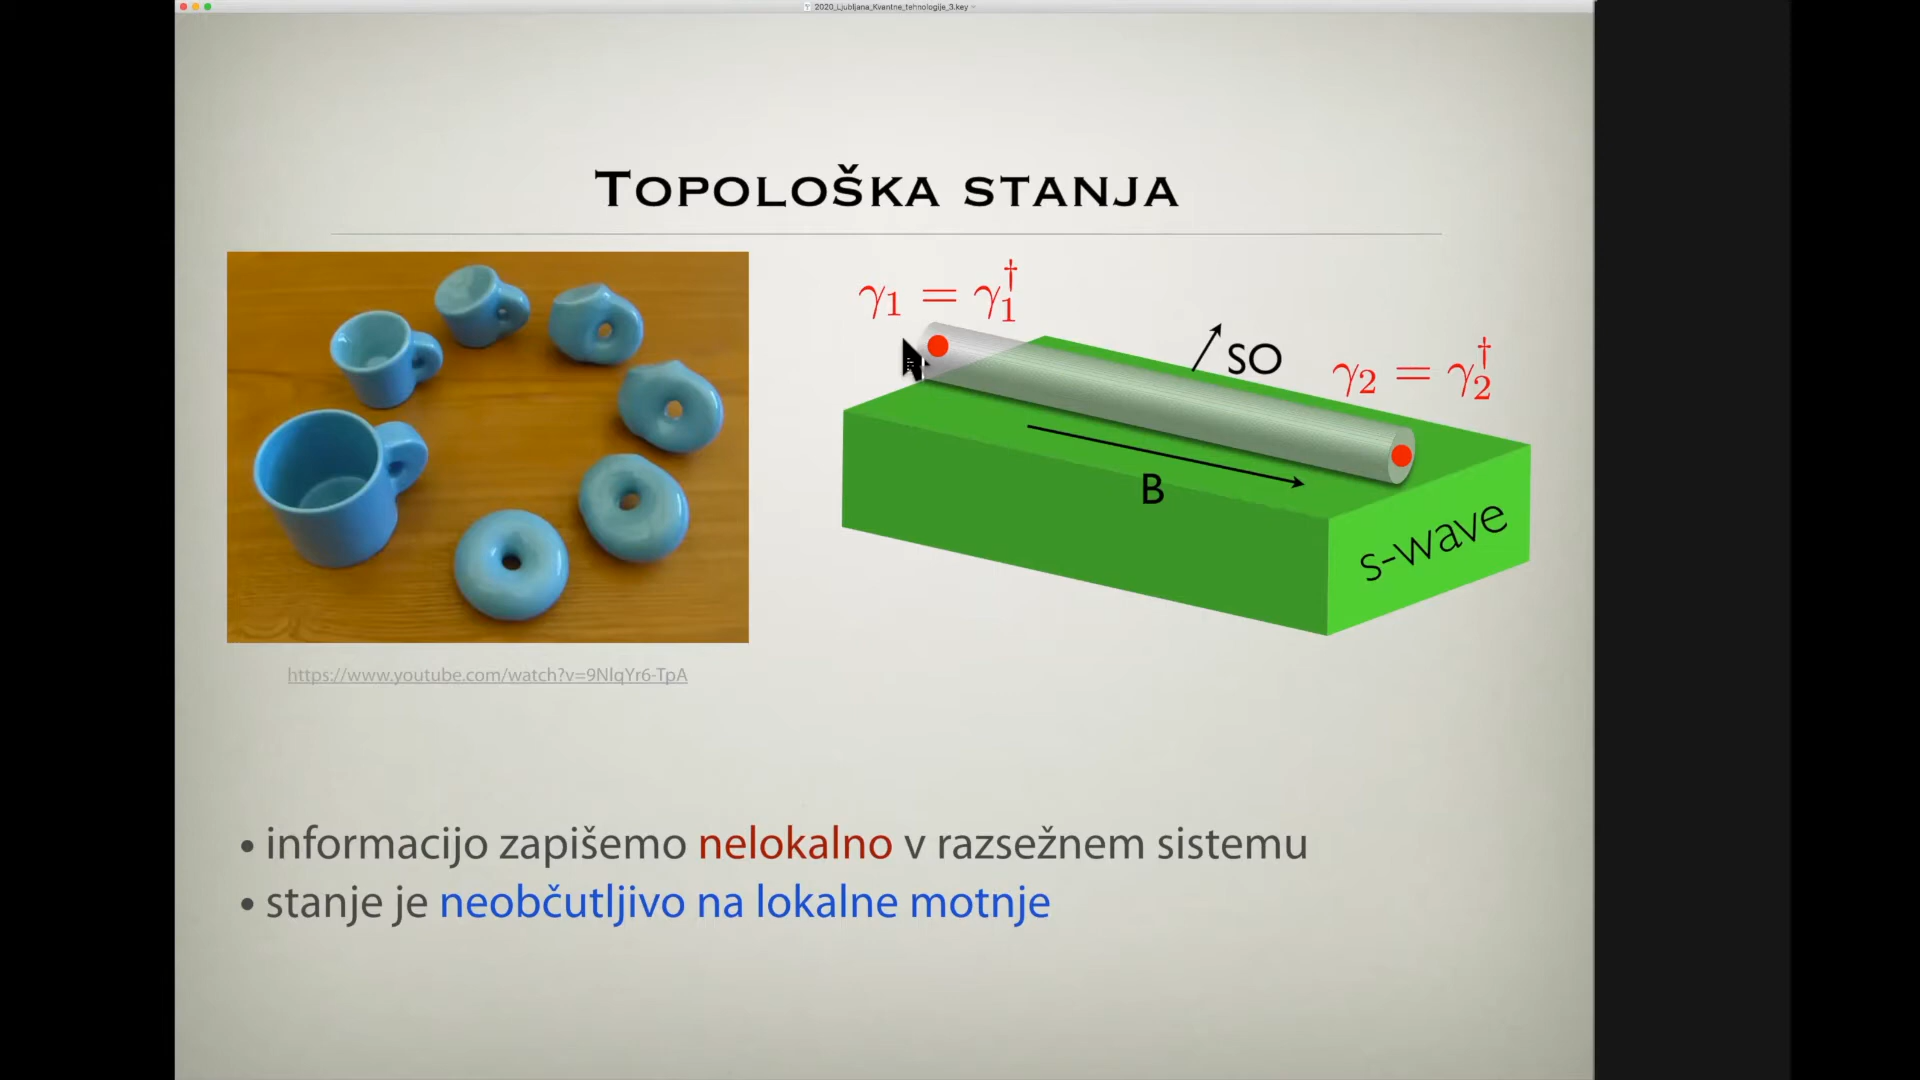 2020_Ljubljana_Kvantne_tehnologije_3.key
TOPOLOŠKA STANJA
γ₁ = γ₁†
SO
γ₂ = γ₂†
B
s-wave
https://www.youtube.com/watch?v=9NlqYr6-TpA
• informacijo zapišemo nelokalno v razsežnem sistemu
• stanje je neobčutljivo na lokalne motnje